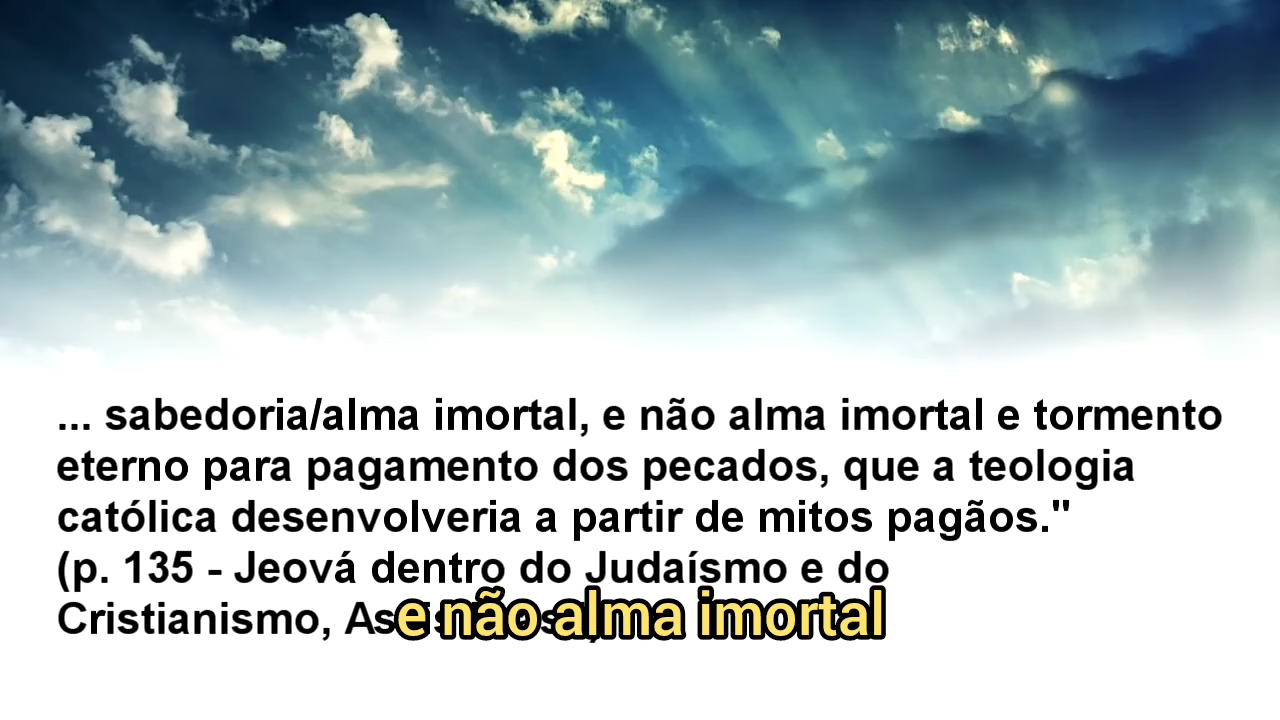 ... sabedoria/alma imortal, e não alma imortal e tormento
eterno para pagamento dos pecados, que a teologia
católica desenvolveria a partir de mitos pagãos."
(p. 135 - Jeová dentro do Judaísmo e do
Cristianismo,
e não alma imortal